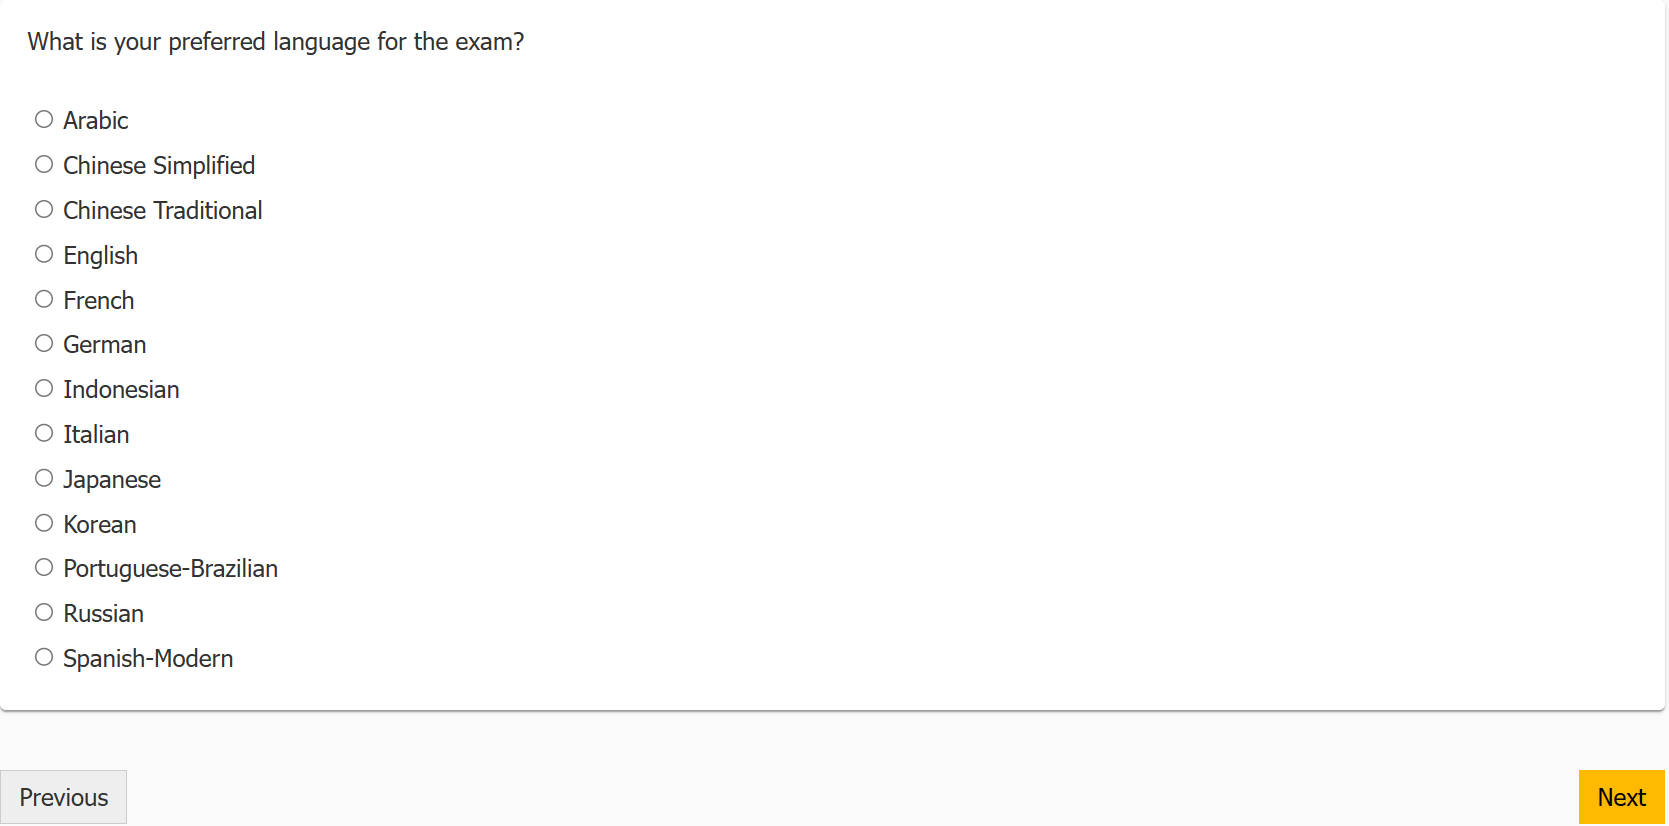 What is your preferred language for the exam?
Arabic
Chinese Simplified
Chinese Traditional
English
French
German
Indonesian
Italian
Japanese
Korean
Portuguese-Brazilian
Russian
Spanish-Modern
Previous
Next